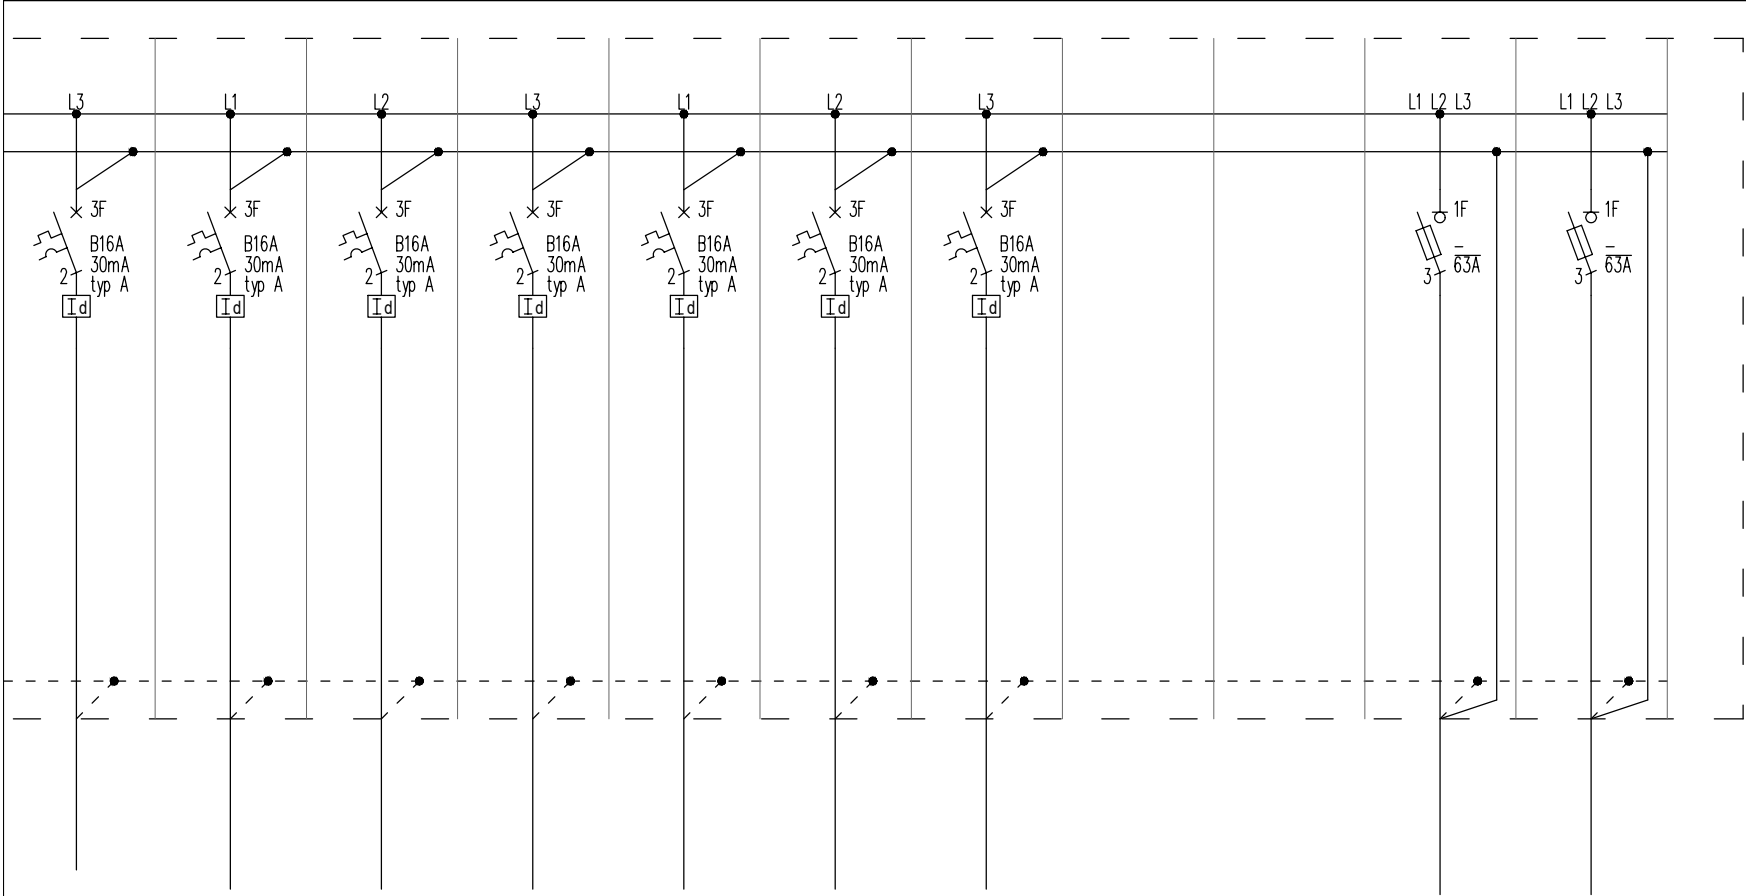 L3 L1 L2 L3 L1 L2 L3 L1 L2 L3 L1 L2 L3
3F 3F 3F 3F 3F 3F 3F 1F 1F
B16A B16A B16A B16A B16A B16A B16A –  –
30mA 30mA 30mA 30mA 30mA 30mA 30mA 63A 63A
2 2 2 2 2 2 2 3 3
typ A typ A typ A typ A typ A typ A typ A
Id Id Id Id Id Id Id